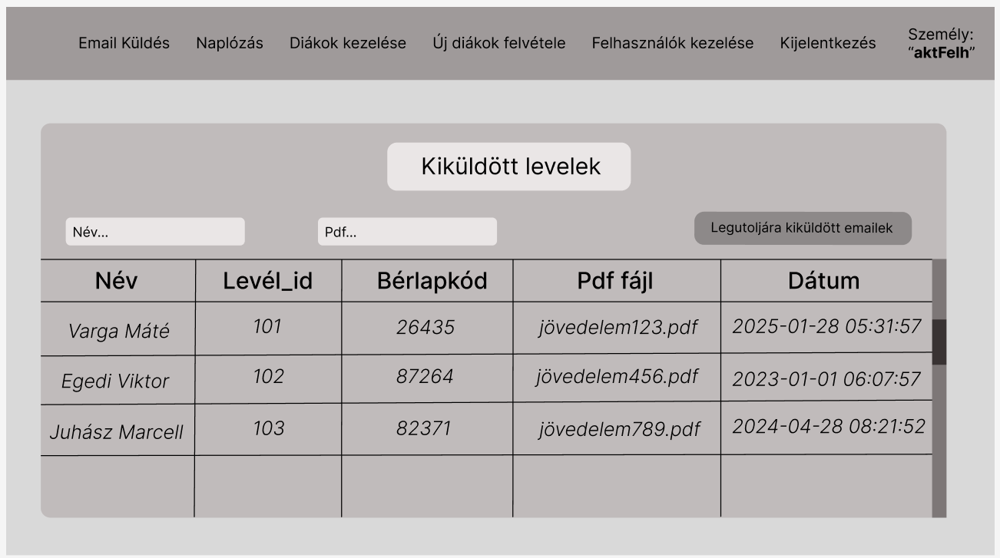 Email Küldés Naplózás Diákok kezelése Új diákok felvétele Felhasználók kezelése Kijelentkezés Személy:
“aktFelh”
Kiküldött levelek
Név... Pdf... Legutoljára kiküldött emailek
Név Levél_id Bérlapkód Pdf fájl Dátum
Varga Máté 101 26435 jövedelem123.pdf 2025-01-28 05:31:57
Egedi Viktor 102 87264 jövedelem456.pdf 2023-01-01 06:07:57
Juhász Marcell 103 82371 jövedelem789.pdf 2024-04-28 08:21:52